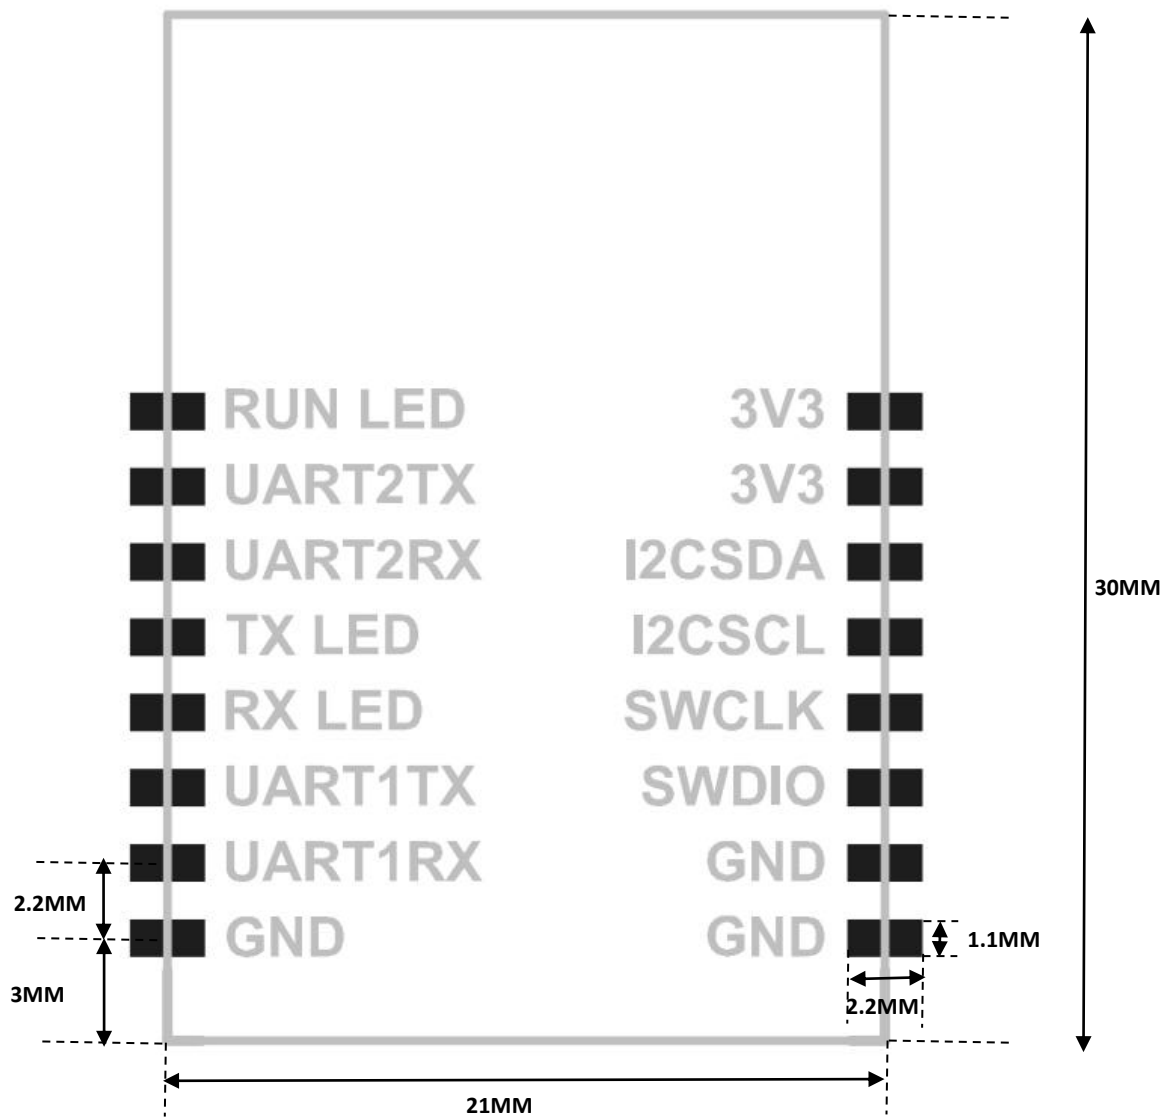 RUN LED 3V3
UART2TX 3V3
UART2RX I2CSDA
30MM
TX LED I2CSCL
RX LED SWCLK
UART1TX SWDIO
UART1RX GND
2.2MM
GND GND
1.1MM
3MM
2.2MM
21MM